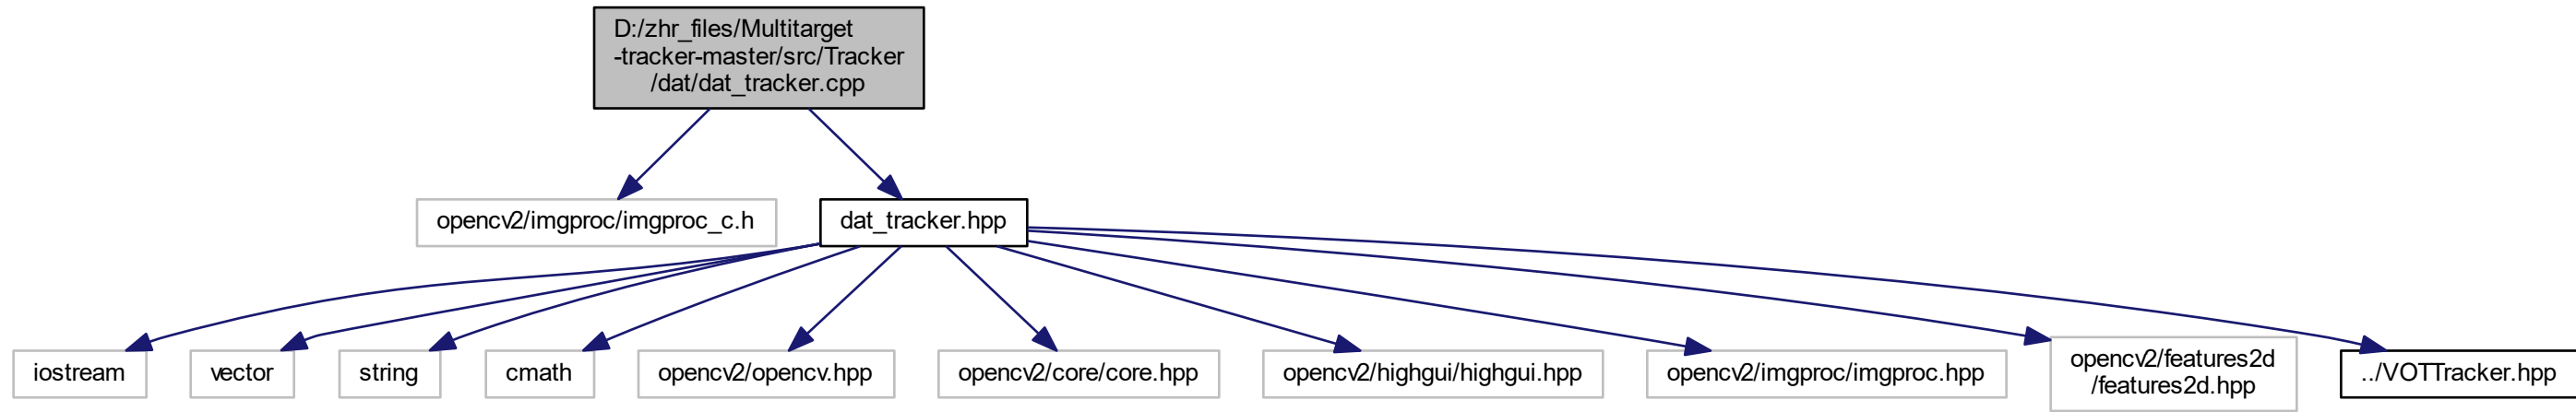 D:/zhr_files/Multitarget
-tracker-master/src/Tracker
/dat/dat_tracker.cpp
opencv2/imgproc/imgproc_c.h
dat_tracker.hpp
iostream
vector
string
cmath
opencv2/opencv.hpp
opencv2/core/core.hpp
opencv2/highgui/highgui.hpp
opencv2/imgproc/imgproc.hpp
opencv2/features2d
/features2d.hpp
../VOTTracker.hpp